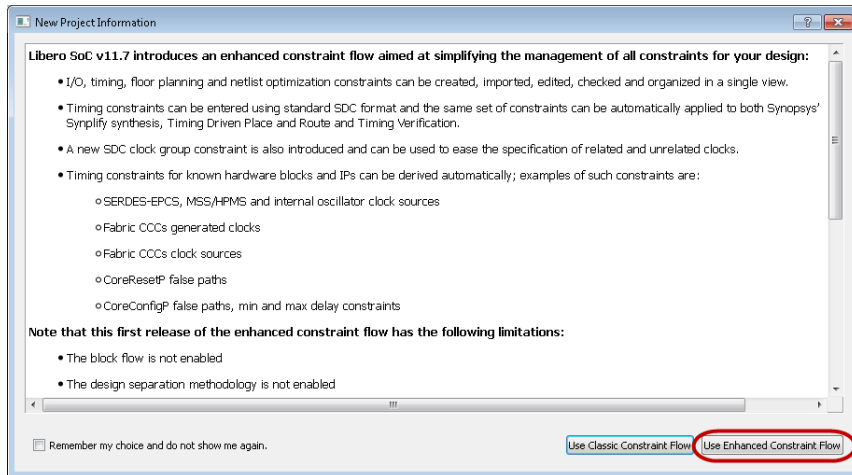 New Project Information
Libero SoC v11.7 introduces an enhanced constraint flow aimed at simplifying the management of all constraints for your design:
• I/O, timing, floor planning and netlist optimization constraints can be created, imported, edited, checked and organized in a single view.
• Timing constraints can be entered using standard SDC format and the same set of constraints can be automatically applied to both Synopsys'
Synplify synthesis, Timing Driven Place and Route and Timing Verification.
• A new SDC clock group constraint is also introduced and can be used to ease the specification of related and unrelated clocks.
• Timing constraints for known hardware blocks and IPs can be derived automatically; examples of such constraints are:
o SERDES-EPCS, MSS/HPMS and internal oscillator clock sources
o Fabric CCCs generated clocks
o Fabric CCCs clock sources
o CoreResetP false paths
o CoreConfigP false paths, min and max delay constraints
Note that this first release of the enhanced constraint flow has the following limitations:
• The block flow is not enabled
• The design separation methodology is not enabled
Remember my choice and do not show me again.
Use Classic Constraint Flow
Use Enhanced Constraint Flow